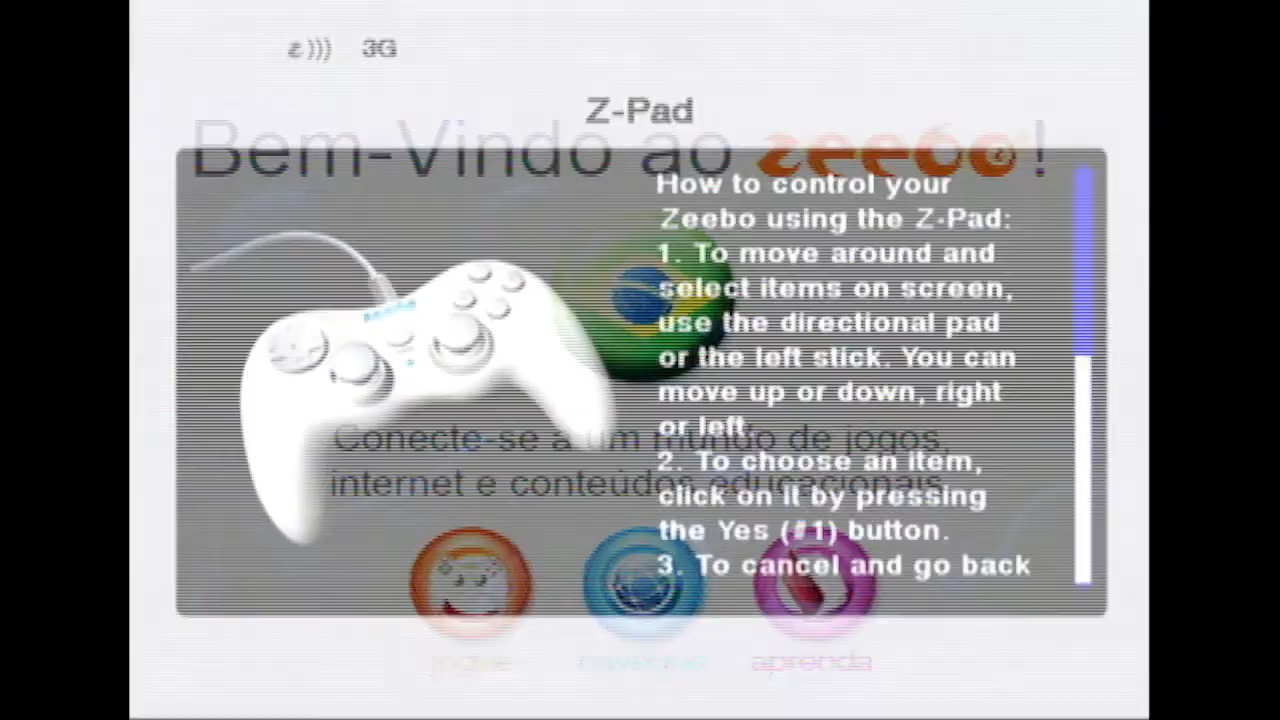 3G
Z-Pad
Bem-Vindo ao zeebo!
How to control your
Zeebo using the Z-Pad:
1. To move around and
select items on screen,
use the directional pad
or the left stick. You can
move up or down, right
or left.
2. To choose an item,
click on it by pressing
the Yes (#1) button.
3. To cancel and go back
Conecte-se a um mundo de jogos,
internet e conteúdos educacionais
aprenda